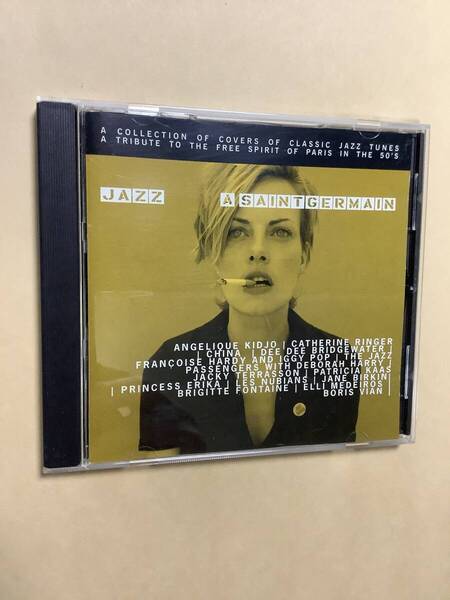 A COLLECTION OF COVERS OF CLASSIC JAZZ TUNES
A TRIBUTE TO THE FREE SPIRIT OF PARIS IN THE 50'S
JAZZ A SAINTGERMAIN
ANGELIQUE KIDJO | CATHERINE RINGER
| CHINA | DEE DEE BRIDGEWATER |
FRANÇOISE HARDY AND IGGY POP | THE JAZZ
PASSENGERS WITH DEBORAH HARRY |
JACKY TERRASSON | PATRICIA KAAS
| PRINCESS ERIKA | LES NUBIANS | JANE BIRKIN |
BRIGITTE FONTAINE | ELLI MEDEIROS
BORIS VIAN |